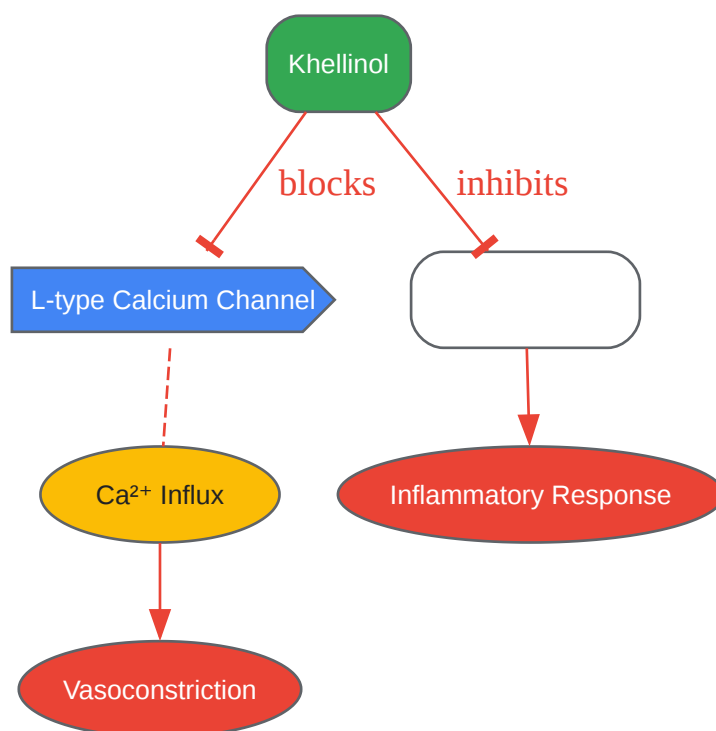 Khellinol
blocks
inhibits
L-type Calcium Channel
Ca²⁺ Influx
Inflammatory Response
Vasoconstriction